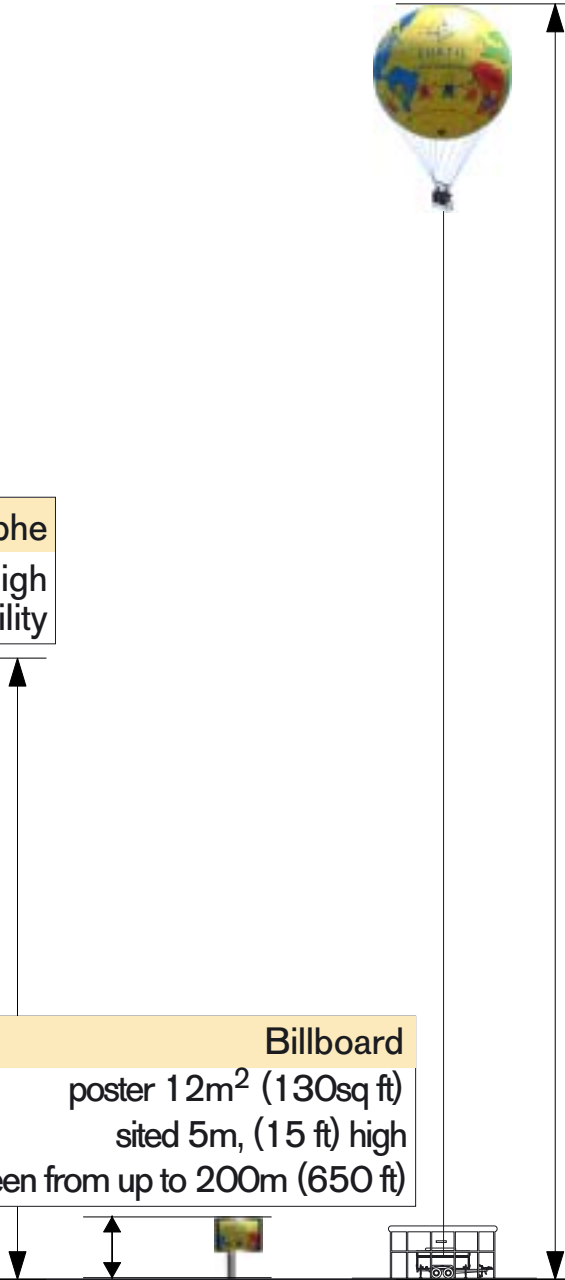 phe
igh
ility
Billboard
poster 12m² (130sq ft)
sited 5m, (15 ft) high
een from up to 200m (650 ft)